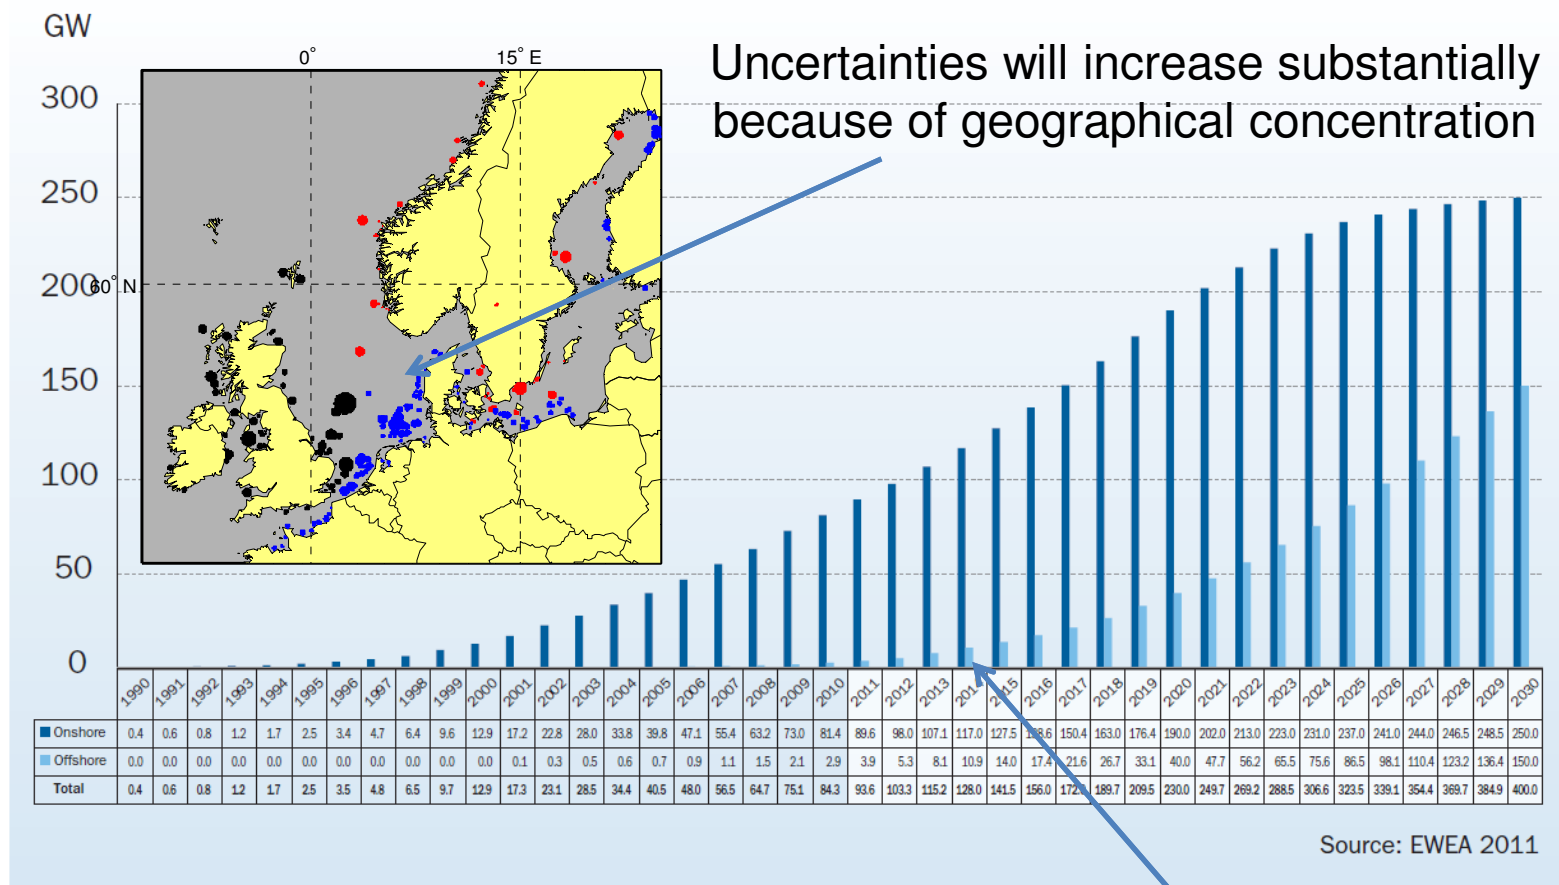 GW
0° 15° E
Uncertainties will increase substantially
because of geographical concentration
300
250
200
60° N
150
100
50
0
1990 1991 1992 1993 1994 1995 1996 1997 1998 1999 2000 2001 2002 2003 2004 2005 2006 2007 2008 2009 2010 2011 2012 2013 2014 2015 2016 2017 2018 2019 2020 2021 2022 2023 2024 2025 2026 2027 2028 2029 2030
Onshore 0.4 0.6 0.8 1.2 1.7 2.5 3.4 4.7 6.4 9.6 12.9 17.2 22.8 28.0 33.8 39.8 47.1 55.4 63.2 73.0 81.4 89.6 98.0 107.1 117.0 127.5 138.6 150.4 163.0 176.4 190.0 202.0 213.0 223.0 231.0 237.0 241.0 244.0 246.5 248.5 250.0
Offshore 0.0 0.0 0.0 0.0 0.0 0.0 0.0 0.0 0.0 0.0 0.0 0.1 0.3 0.5 0.6 0.7 0.9 1.1 1.5 2.1 2.9 3.9 5.3 8.1 10.9 14.0 17.4 21.6 26.7 33.1 40.0 47.7 56.2 65.5 75.6 86.5 98.1 110.4 123.2 136.4 150.0
Total 0.4 0.6 0.8 1.2 1.7 2.5 3.5 4.8 6.5 9.7 12.9 17.3 23.1 28.5 34.4 40.5 48.0 56.5 64.7 75.1 84.3 93.6 103.3 115.2 128.0 141.5 156.0 172.0 189.7 209.5 230.0 249.7 269.2 288.5 306.6 323.5 339.1 354.4 369.7 384.9 400.0
Source: EWEA 2011